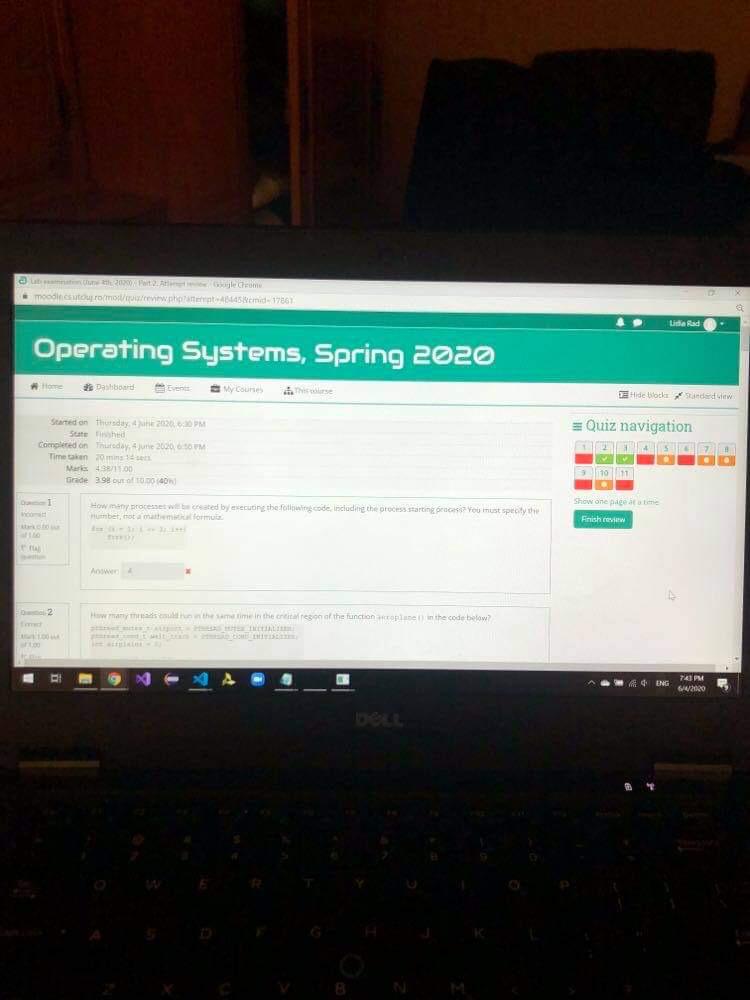 Lab examination (June 4th, 2020) - Part 2: Attempt review - Google Chrome
moodle.cs.utcluj.ro/mod/quiz/review.php?attempt=48445&cmid=17861
Lidia Rad
Operating Systems, Spring 2020
Home Dashboard Events My Courses This course
Hide blocks Standard view
Started on Thursday, 4 June 2020, 6:30 PM
State Finished
Completed on Thursday, 4 June 2020, 6:50 PM
Time taken 20 mins 14 secs
Marks 4.38/11.00
Grade 3.98 out of 10.00 (40%)
Quiz navigation
1 2 3 4 5 6 7 8
9 10 11
Show one page at a time
Finish review
Question 1
Incorrect
Mark 0.00 out
of 1.00
Flag
question
How many processes will be created by executing the following code, including the process starting process? You must specify the
number, not a mathematical formula.
fork();
Answer: 4
Question 2
Correct
Mark 1.00 out
of 1.00
How many threads could run in the same time in the critical region of the function aeroplane() in the code below?
pthread_mutex_t airport = PTHREAD_MUTEX_INITIALIZER;
pthread_cond_t wait_track = PTHREAD_COND_INITIALIZER;
ENG
7:43 PM
6/4/2020
DELL
Q W E R T Y U I O P
A S D F G H J K L
Z X C V B N M